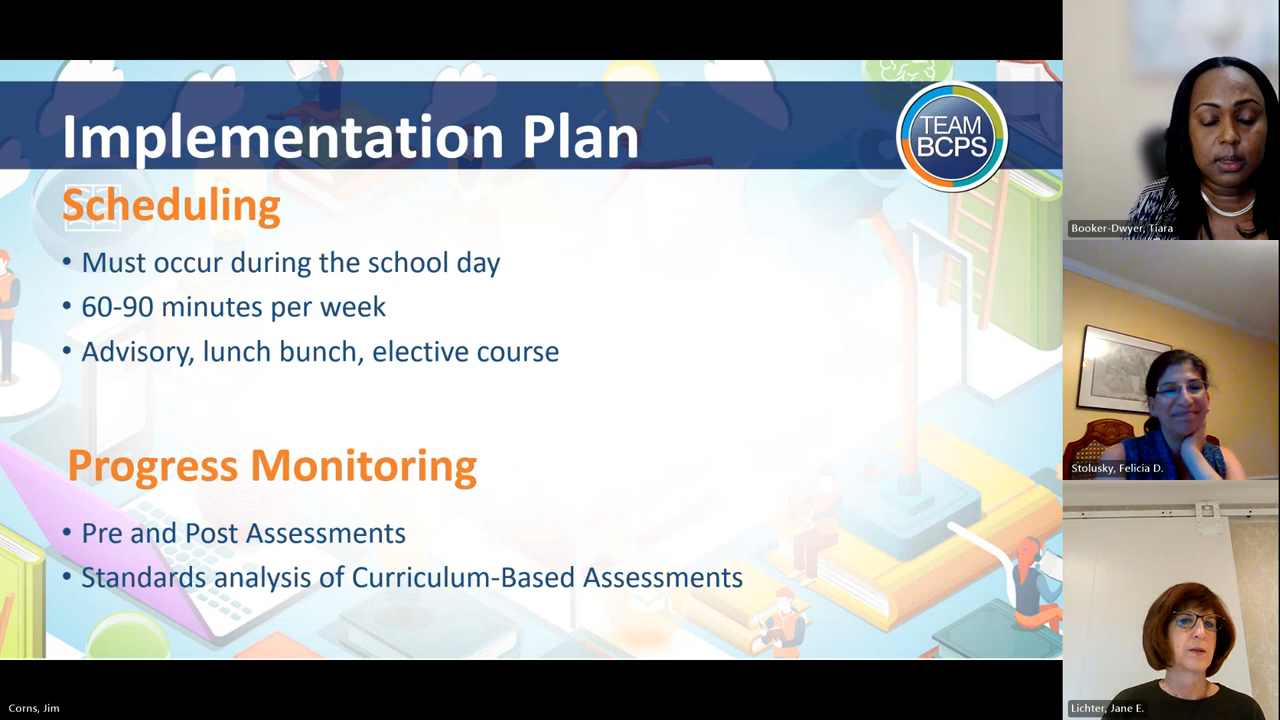 Implementation Plan
TEAM
BCPS
Scheduling
• Must occur during the school day
• 60-90 minutes per week
• Advisory, lunch bunch, elective course
Progress Monitoring
• Pre and Post Assessments
• Standards analysis of Curriculum-Based Assessments
Booker-Dwyer, Tiara
Stolusky, Felicia D.
Lichter, Jane E.
Corns, Jim